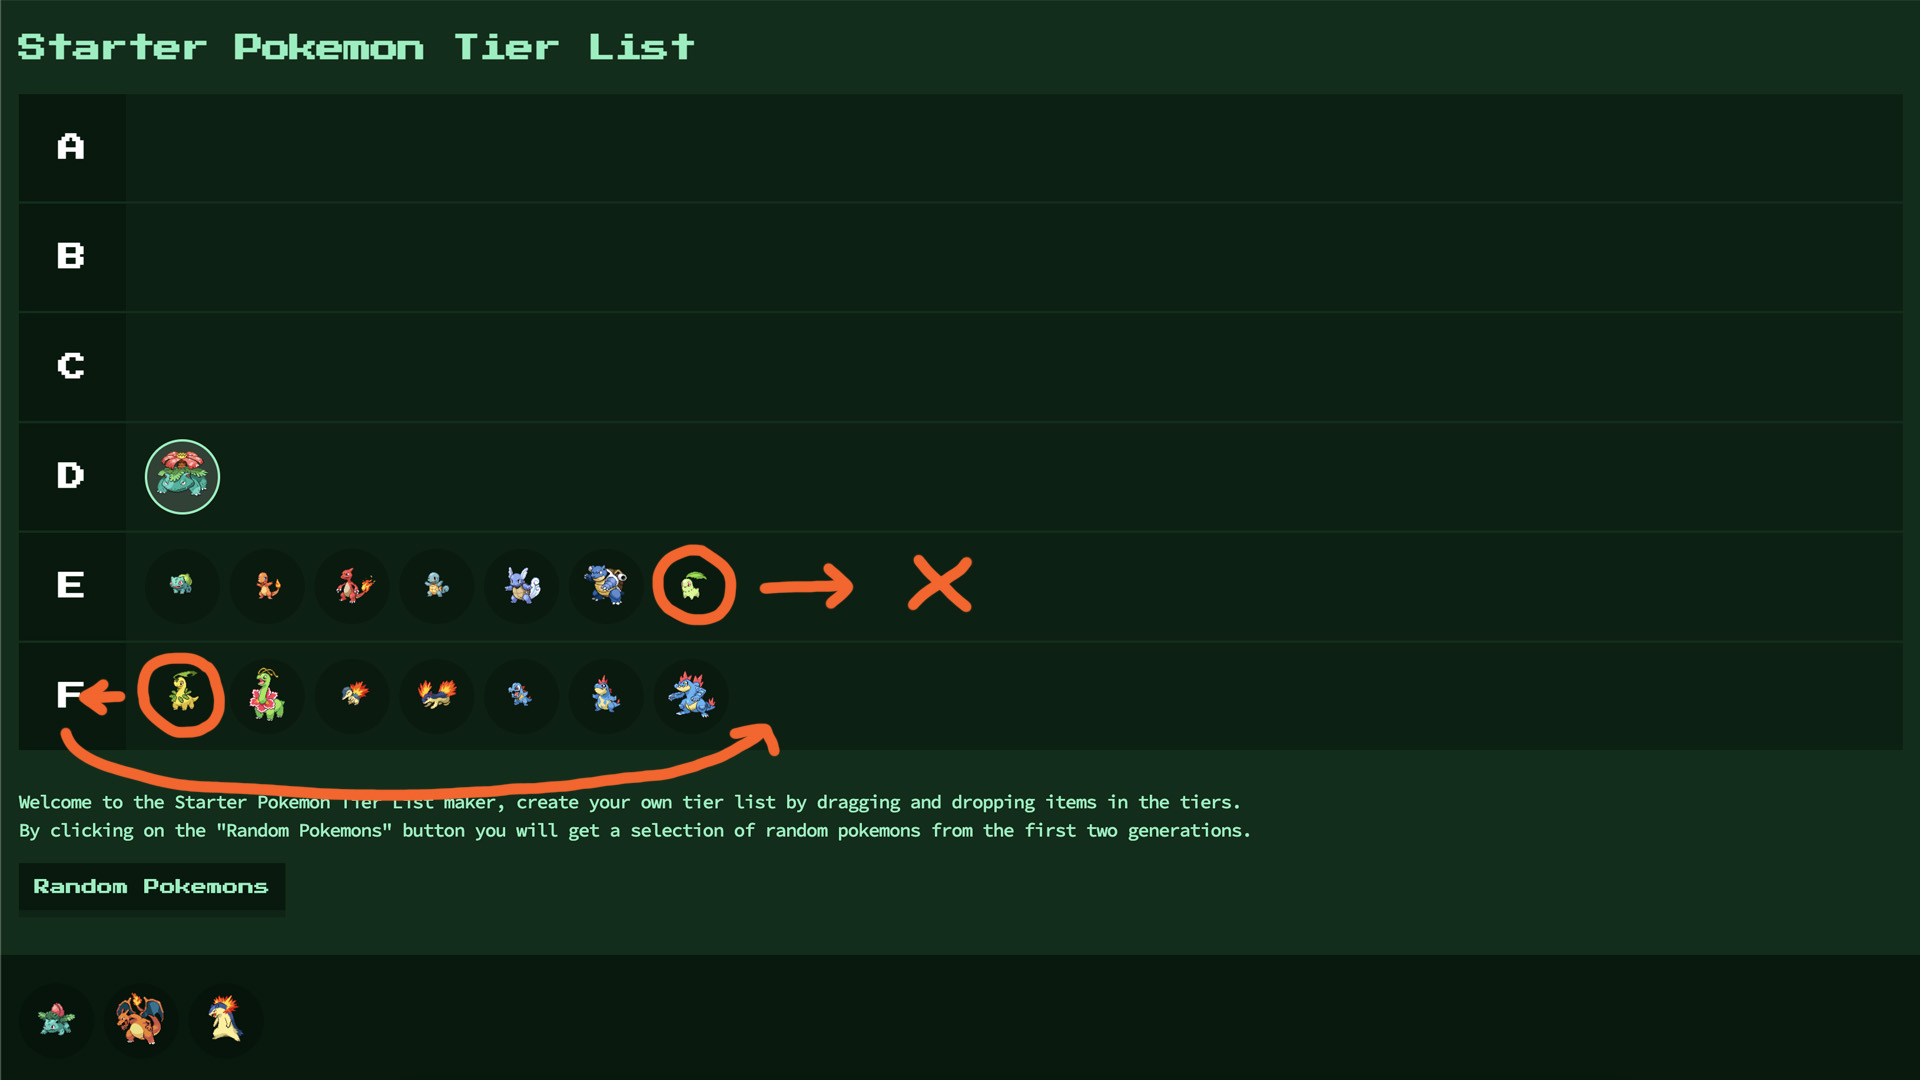 Starter Pokemon Tier List
A
B
C
D
E
F
Welcome to the Starter Pokemon Tier List maker, create your own tier list by dragging and dropping items in the tiers.
By clicking on the "Random Pokemons" button you will get a selection of random pokemons from the first two generations.
Random Pokemons